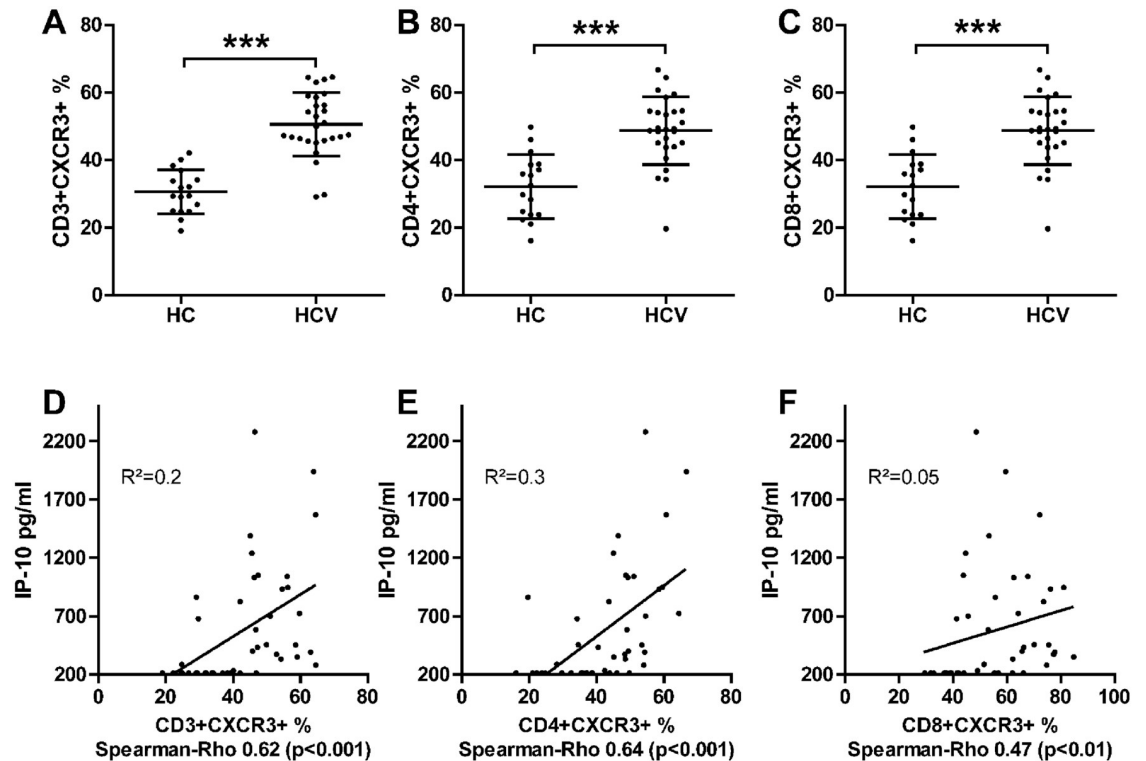 A
B
C
***
***
***
CD3+CXCR3+ %
80
60
40
20
0
HC
HCV
CD4+CXCR3+ %
80
60
40
20
0
HC
HCV
CD8+CXCR3+ %
80
60
40
20
0
HC
HCV
D
E
F
IP-10 pg/ml
2200
1700
1200
700
200
R²=0.2
0
20
40
60
80
CD3+CXCR3+ %
Spearman-Rho 0.62 (p<0.001)
IP-10 pg/ml
2200
1700
1200
700
200
R²=0.3
0
20
40
60
80
CD4+CXCR3+ %
Spearman-Rho 0.64 (p<0.001)
IP-10 pg/ml
2200
1700
1200
700
200
R²=0.05
0
20
40
60
80
100
CD8+CXCR3+ %
Spearman-Rho 0.47 (p<0.01)